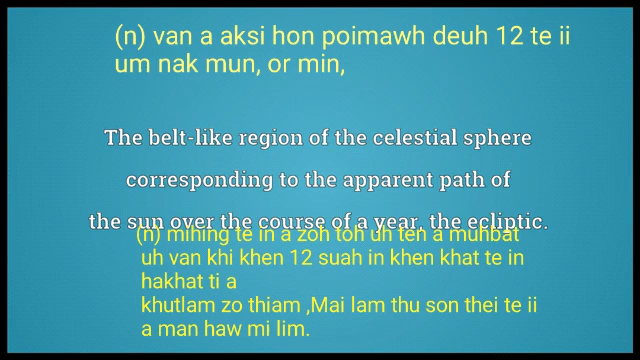 (n) van a aksi hon poimawh deuh 12 te ii
um nak mun, or min,
The belt-like region of the celestial sphere
corresponding to the apparent path of
the sun over the course of a year, the ecliptic.
(n) mihing te in a zoh toh uh ten a muhbat
uh van khi khen 12 suah in khen khat te in
hakhat ti a
khutlam zo thiam ,Mai lam thu son thei te ii
a man haw mi lim.